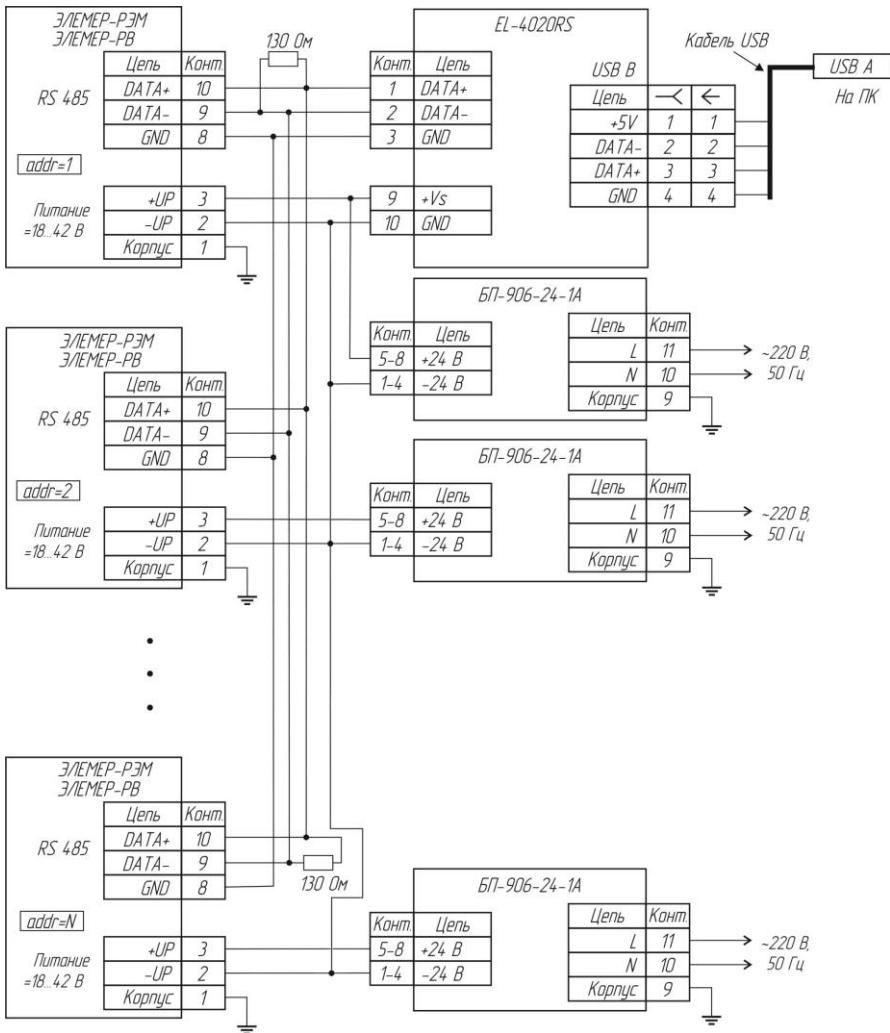 ЭЛЕМЕР-РЭМ
ЭЛЕМЕР-РВ
RS 485
Цепь Конт.
DATA+ 10
DATA- 9
GND 8
addr=1
Питание
=18...42 В
+UP 3
-UP 2
Корпус 1
130 Ом
EL-4020RS
Конт. Цепь
1 DATA+
2 DATA-
3 GND
9 +Vs
10 GND
USB B
Цепь
+5V 1 1
DATA- 2 2
DATA+ 3 3
GND 4 4
Кабель USB
USB A
На ПК
БП-906-24-1А
Конт. Цепь
5-8 +24 В
1-4 -24 В
Цепь Конт.
L 11
N 10
Корпус 9
~220 В,
50 Гц
ЭЛЕМЕР-РЭМ
ЭЛЕМЕР-РВ
RS 485
Цепь Конт.
DATA+ 10
DATA- 9
GND 8
addr=2
Питание
=18...42 В
+UP 3
-UP 2
Корпус 1
БП-906-24-1А
Конт. Цепь
5-8 +24 В
1-4 -24 В
Цепь Конт.
L 11
N 10
Корпус 9
~220 В,
50 Гц
ЭЛЕМЕР-РЭМ
ЭЛЕМЕР-РВ
RS 485
Цепь Конт.
DATA+ 10
DATA- 9
GND 8
addr=N
Питание
=18...42 В
+UP 3
-UP 2
Корпус 1
130 Ом
БП-906-24-1А
Конт. Цепь
5-8 +24 В
1-4 -24 В
Цепь Конт.
L 11
N 10
Корпус 9
~220 В,
50 Гц